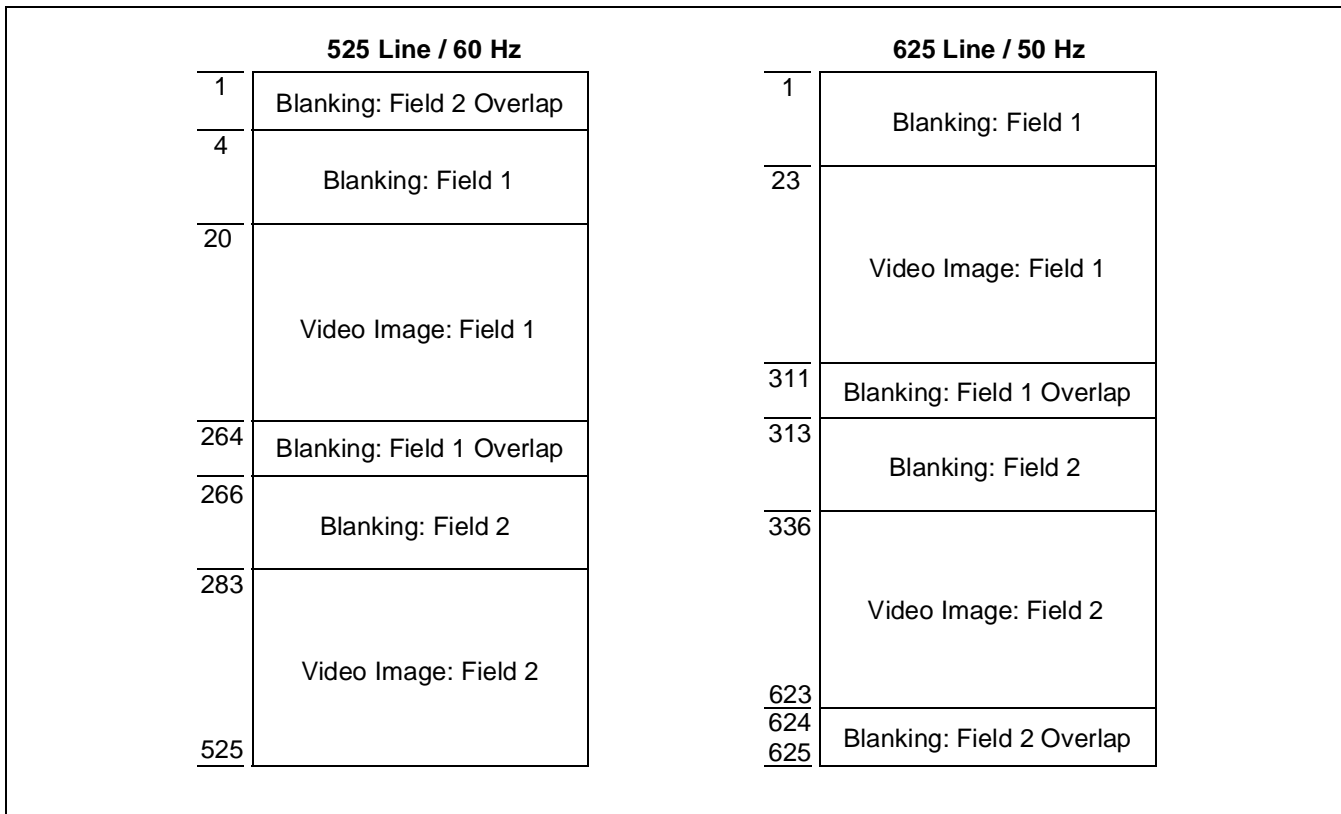 525 Line / 60 Hz
1
Blanking: Field 2 Overlap
4
Blanking: Field 1
20
Video Image: Field 1
264
Blanking: Field 1 Overlap
266
Blanking: Field 2
283
Video Image: Field 2
525
625 Line / 50 Hz
1
Blanking: Field 1
23
Video Image: Field 1
311
Blanking: Field 1 Overlap
313
Blanking: Field 2
336
Video Image: Field 2
623
624
Blanking: Field 2 Overlap
625